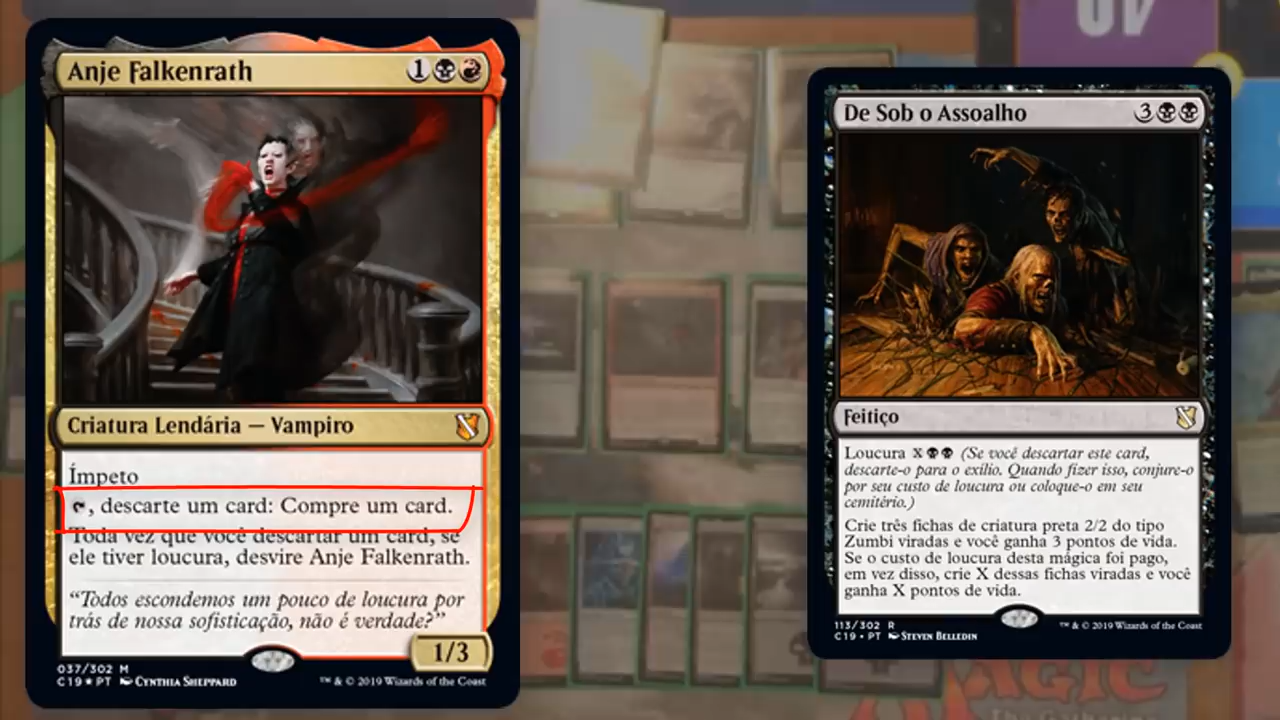 Anje Falkenrath 1
Criatura Lendária — Vampiro
Ímpeto
, descarte um card: Compre um card.
Toda vez que você descartar um card, se
ele tiver loucura, desvire Anje Falkenrath.
“Todos escondemos um pouco de loucura por
trás de nossa sofisticação, não é verdade?”
1/3
037/302 M
C19 ★ PT CYNTHIA SHEPPARD
™ & © 2019 Wizards of the Coast
De Sob o Assoalho 3
Feitiço
Loucura X (Se você descartar este card,
descarte-o para o exílio. Quando fizer isso, conjure-o
por seu custo de loucura ou coloque-o em seu
cemitério.)
Crie três fichas de criatura preta 2/2 do tipo
Zumbi viradas e você ganha 3 pontos de vida.
Se o custo de loucura desta mágica foi pago,
em vez disso, crie X dessas fichas viradas e você
ganha X pontos de vida.
113/302 R
C19 • PT STEVEN BELLEDIN
™ & © 2019 Wizards of the Coast
MAGIC